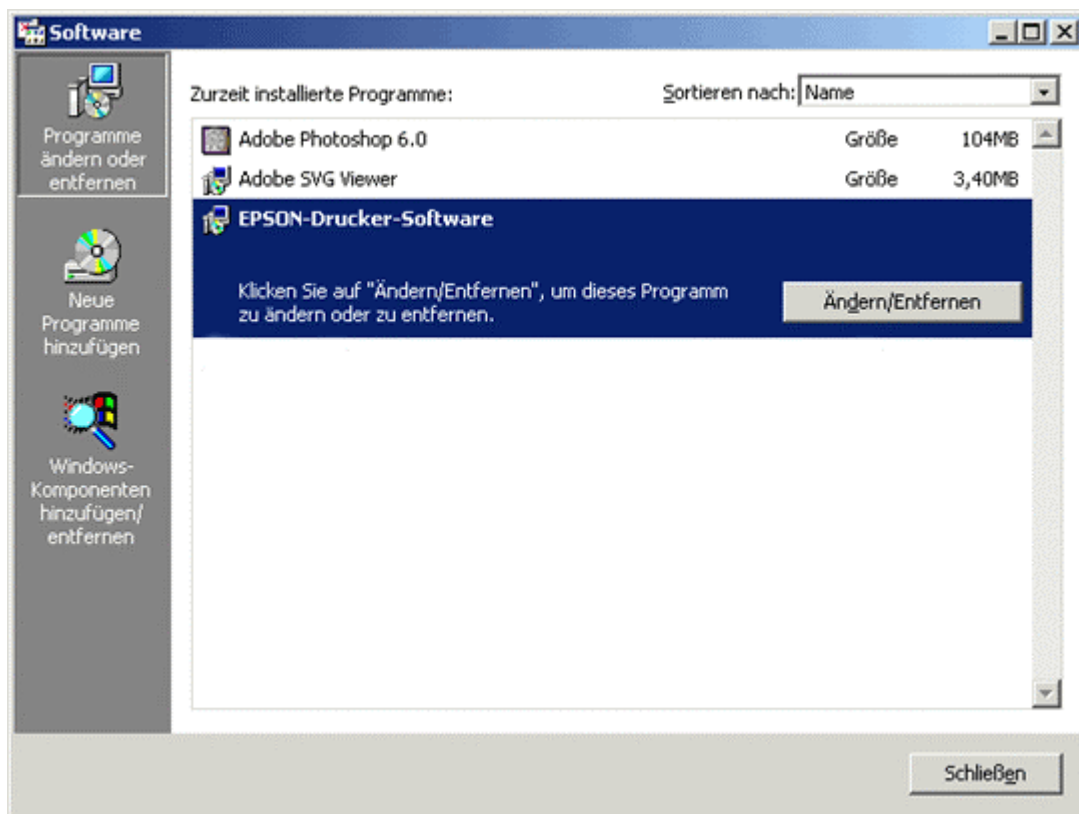 Software
Programme
ändern oder
entfernen
Neue
Programme
hinzufügen
Windows-
Komponenten
hinzufügen/
entfernen
Zurzeit installierte Programme:
Sortieren nach: Name
Adobe Photoshop 6.0 Größe 104MB
Adobe SVG Viewer Größe 3,40MB
EPSON-Drucker-Software
Klicken Sie auf "Ändern/Entfernen", um dieses Programm
zu ändern oder zu entfernen.
Ändern/Entfernen
Schließen